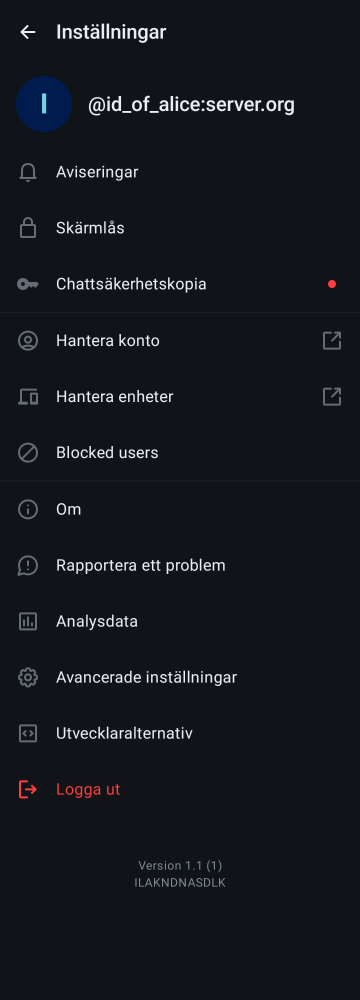 Inställningar
I
@id_of_alice:server.org
Aviseringar
Skärmlås
Chattsäkerhetskopia
Hantera konto
Hantera enheter
Blocked users
Om
Rapportera ett problem
Analysdata
Avancerade inställningar
Utvecklaralternativ
Logga ut
Version 1.1 (1)
ILAKNDNASDLK